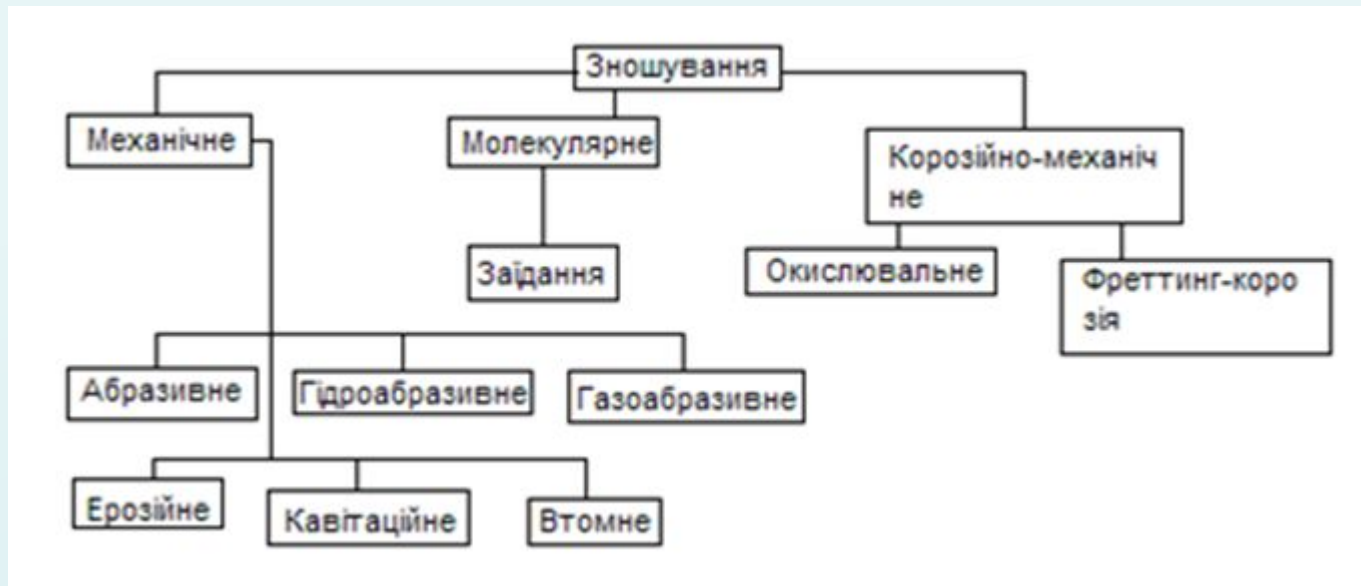 Зношування
Механічне
Молекулярне
Корозійно-механіч
не
Заїдання
Окислювальне
Фреттинг-коро
зія
Абразивне
Гідроабразивне
Газоабразивне
Ерозійне
Кавітаційне
Втомне